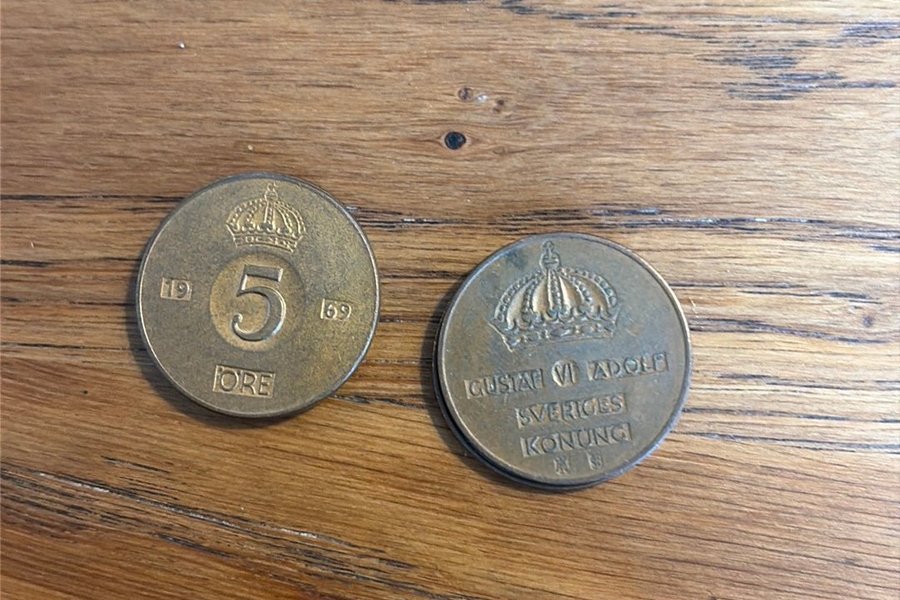 5
19 69
ÖRE
GUSTAF VI ADOLF
SVERIGES
KONUNG